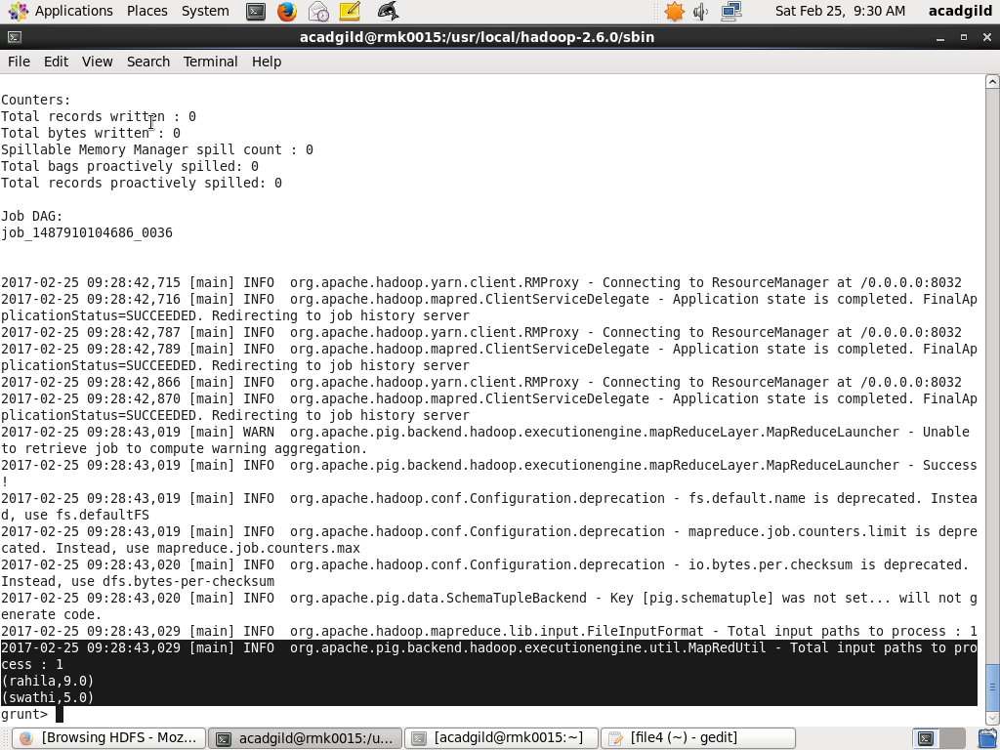 Applications Places System Sat Feb 25, 9:30 AM acadgild
acadgild@rmk0015:/usr/local/hadoop-2.6.0/sbin
File Edit View Search Terminal Help
Counters:
Total records written : 0
Total bytes written : 0
Spillable Memory Manager spill count : 0
Total bags proactively spilled: 0
Total records proactively spilled: 0
Job DAG:
job_1487910104686_0036
2017-02-25 09:28:42,715 [main] INFO  org.apache.hadoop.yarn.client.RMProxy - Connecting to ResourceManager at /0.0.0.0:8032
2017-02-25 09:28:42,716 [main] INFO  org.apache.hadoop.mapred.ClientServiceDelegate - Application state is completed. FinalAp
plicationStatus=SUCCEEDED. Redirecting to job history server
2017-02-25 09:28:42,787 [main] INFO  org.apache.hadoop.yarn.client.RMProxy - Connecting to ResourceManager at /0.0.0.0:8032
2017-02-25 09:28:42,789 [main] INFO  org.apache.hadoop.mapred.ClientServiceDelegate - Application state is completed. FinalAp
plicationStatus=SUCCEEDED. Redirecting to job history server
2017-02-25 09:28:42,866 [main] INFO  org.apache.hadoop.yarn.client.RMProxy - Connecting to ResourceManager at /0.0.0.0:8032
2017-02-25 09:28:42,870 [main] INFO  org.apache.hadoop.mapred.ClientServiceDelegate - Application state is completed. FinalAp
plicationStatus=SUCCEEDED. Redirecting to job history server
2017-02-25 09:28:43,019 [main] WARN  org.apache.pig.backend.hadoop.executionengine.mapReduceLayer.MapReduceLauncher - Unable
to retrieve job to compute warning aggregation.
2017-02-25 09:28:43,019 [main] INFO  org.apache.pig.backend.hadoop.executionengine.mapReduceLayer.MapReduceLauncher - Success
!
2017-02-25 09:28:43,019 [main] INFO  org.apache.hadoop.conf.Configuration.deprecation - fs.default.name is deprecated. Instea
d, use fs.defaultFS
2017-02-25 09:28:43,019 [main] INFO  org.apache.hadoop.conf.Configuration.deprecation - mapreduce.job.counters.limit is depre
cated. Instead, use mapreduce.job.counters.max
2017-02-25 09:28:43,020 [main] INFO  org.apache.hadoop.conf.Configuration.deprecation - io.bytes.per.checksum is deprecated.
Instead, use dfs.bytes-per-checksum
2017-02-25 09:28:43,020 [main] INFO  org.apache.pig.data.SchemaTupleBackend - Key [pig.schematuple] was not set... will not g
enerate code.
2017-02-25 09:28:43,029 [main] INFO  org.apache.hadoop.mapreduce.lib.input.FileInputFormat - Total input paths to process : 1
2017-02-25 09:28:43,029 [main] INFO  org.apache.pig.backend.hadoop.executionengine.util.MapRedUtil - Total input paths to pro
cess : 1
(rahila,9.0)
(swathi,5.0)
grunt>
[Browsing HDFS - Moz... acadgild@rmk0015:/u... [acadgild@rmk0015:~] [file4 (~) - gedit]